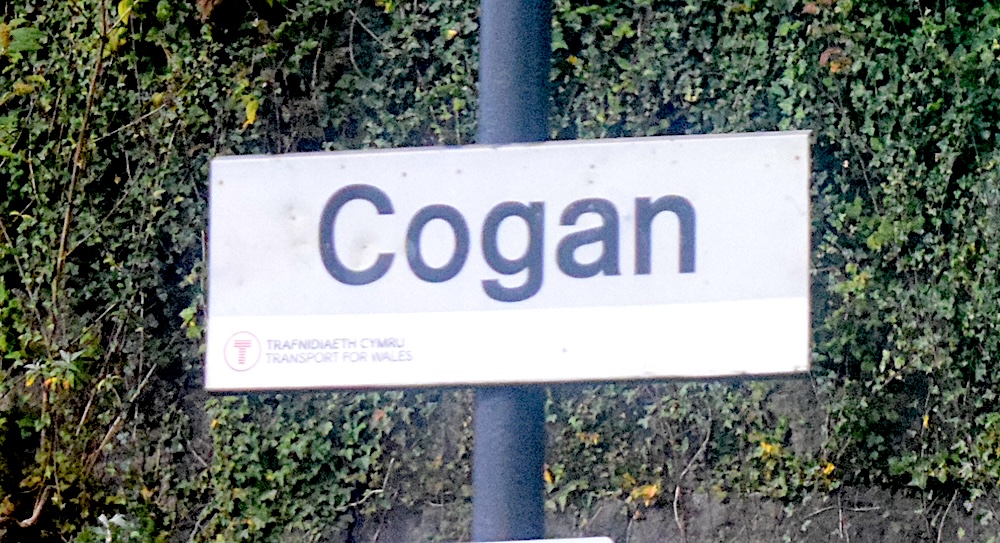 Cogan
T
TRAFNIDIAETH CYMRU
TRANSPORT FOR WALES